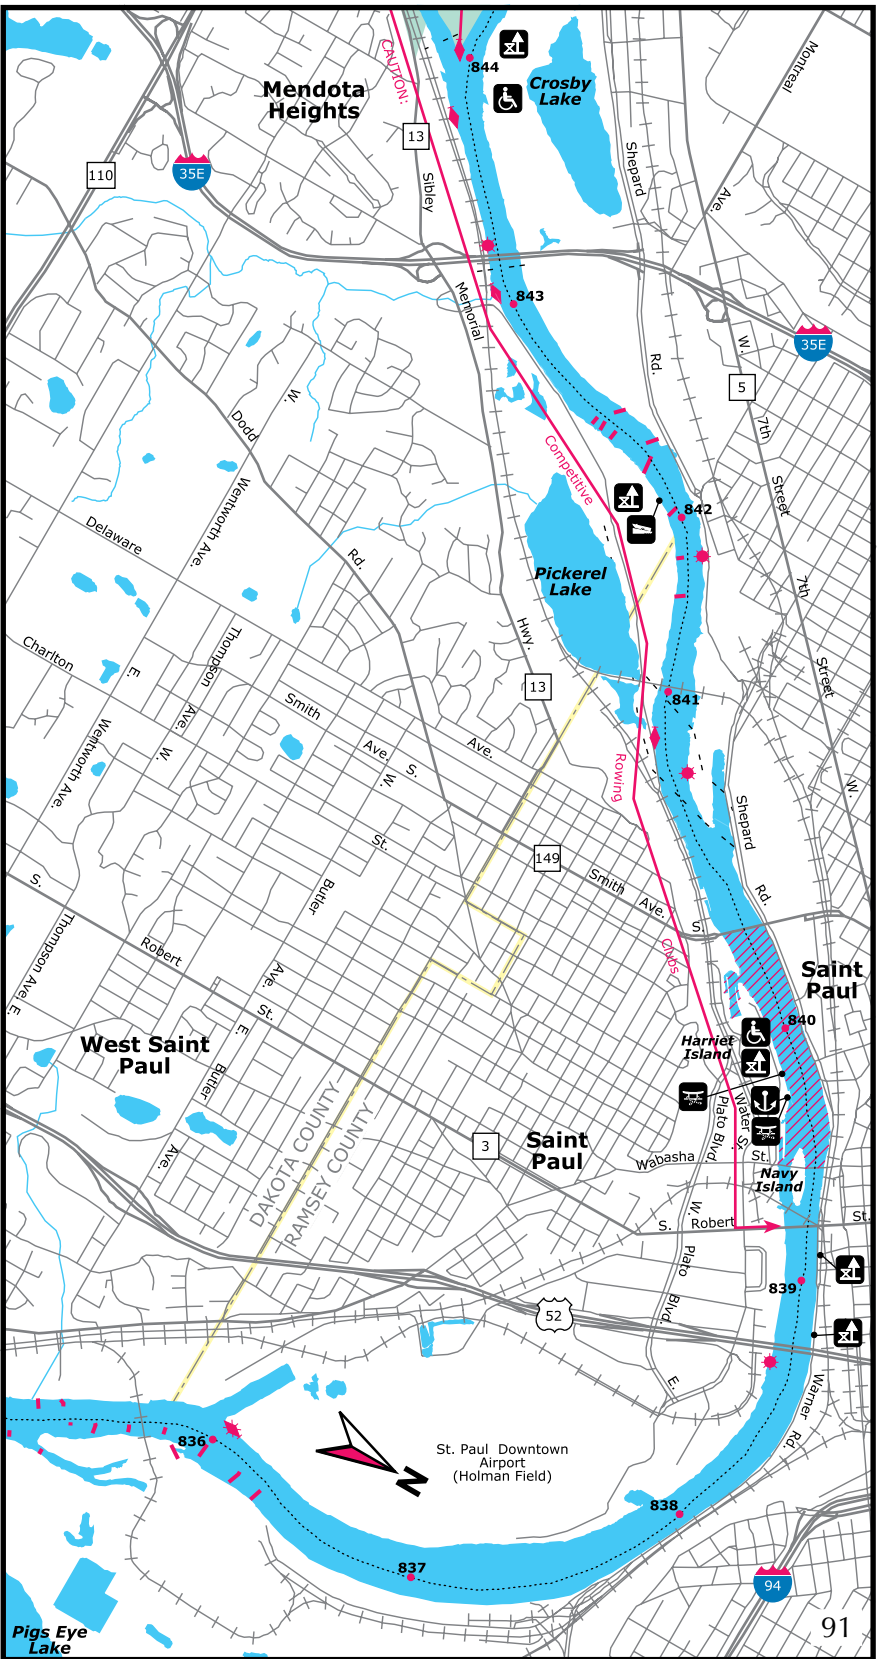 844
Crosby
Lake
Mendota
Heights
CAUTION:
Montreal
Ave.
13
110
35E
Sibley
Shepard
843
Memorial
35E
W.
5
7th
Rd.
W.
Dodd
Competitive
Wentworth Ave.
Street
842
Delaware
Rd.
Pickerel
Lake
7th
Hwy.
Charlton
E.
Thompson
Ave.
W.
13
841
Street
Smith
Ave.
S.
Ave.
Wentworth
Ave.
Ave.
W.
Rowing
W.
Shepard
Rd.
St.
149
Smith
Ave.
S.
S.
Butler
Thompson Ave.
E.
Robert
St.
Ave.
E.
Clubs
Saint
Paul
840
Harriet
Island
West Saint
Paul
Butler
Ave.
Plato Blvd.
Water St.
DAKOTA COUNTY
RAMSEY COUNTY
3
Saint
Paul
Wabasha
St.
Navy
Island
W.
S.
Robert
St.
Plato
Blvd.
E.
839
52
Warner
Rd.
836
N
St. Paul Downtown
Airport
(Holman Field)
838
837
94
Pigs Eye
Lake
91